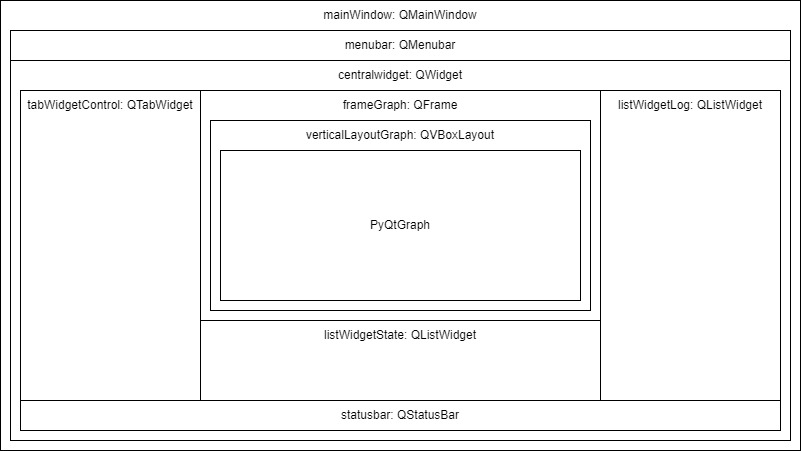 mainWindow: QMainWindow
menubar: QMenubar
centralwidget: QWidget
tabWidgetControl: QTabWidget
frameGraph: QFrame
listWidgetLog: QListWidget
verticalLayoutGraph: QVBoxLayout
PyQtGraph
listWidgetState: QListWidget
statusbar: QStatusBar